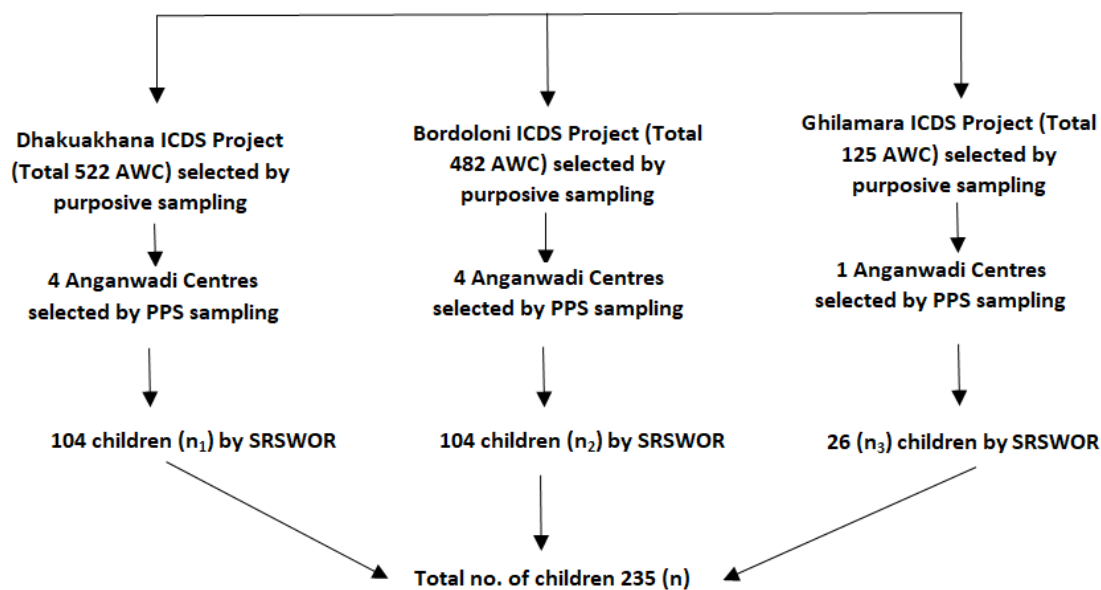 Dhakuakhana ICDS Project
(Total 522 AWC) selected by
purposive sampling
Bordoloni ICDS Project (Total
482 AWC) selected by
purposive sampling
Ghilamara ICDS Project (Total
125 AWC) selected by
purposive sampling
4 Anganwadi Centres
selected by PPS sampling
4 Anganwadi Centres
selected by PPS sampling
1 Anganwadi Centres
selected by PPS sampling
104 children (n₁) by SRSWOR
104 children (n₂) by SRSWOR
26 (n₃) children by SRSWOR
Total no. of children 235 (n)